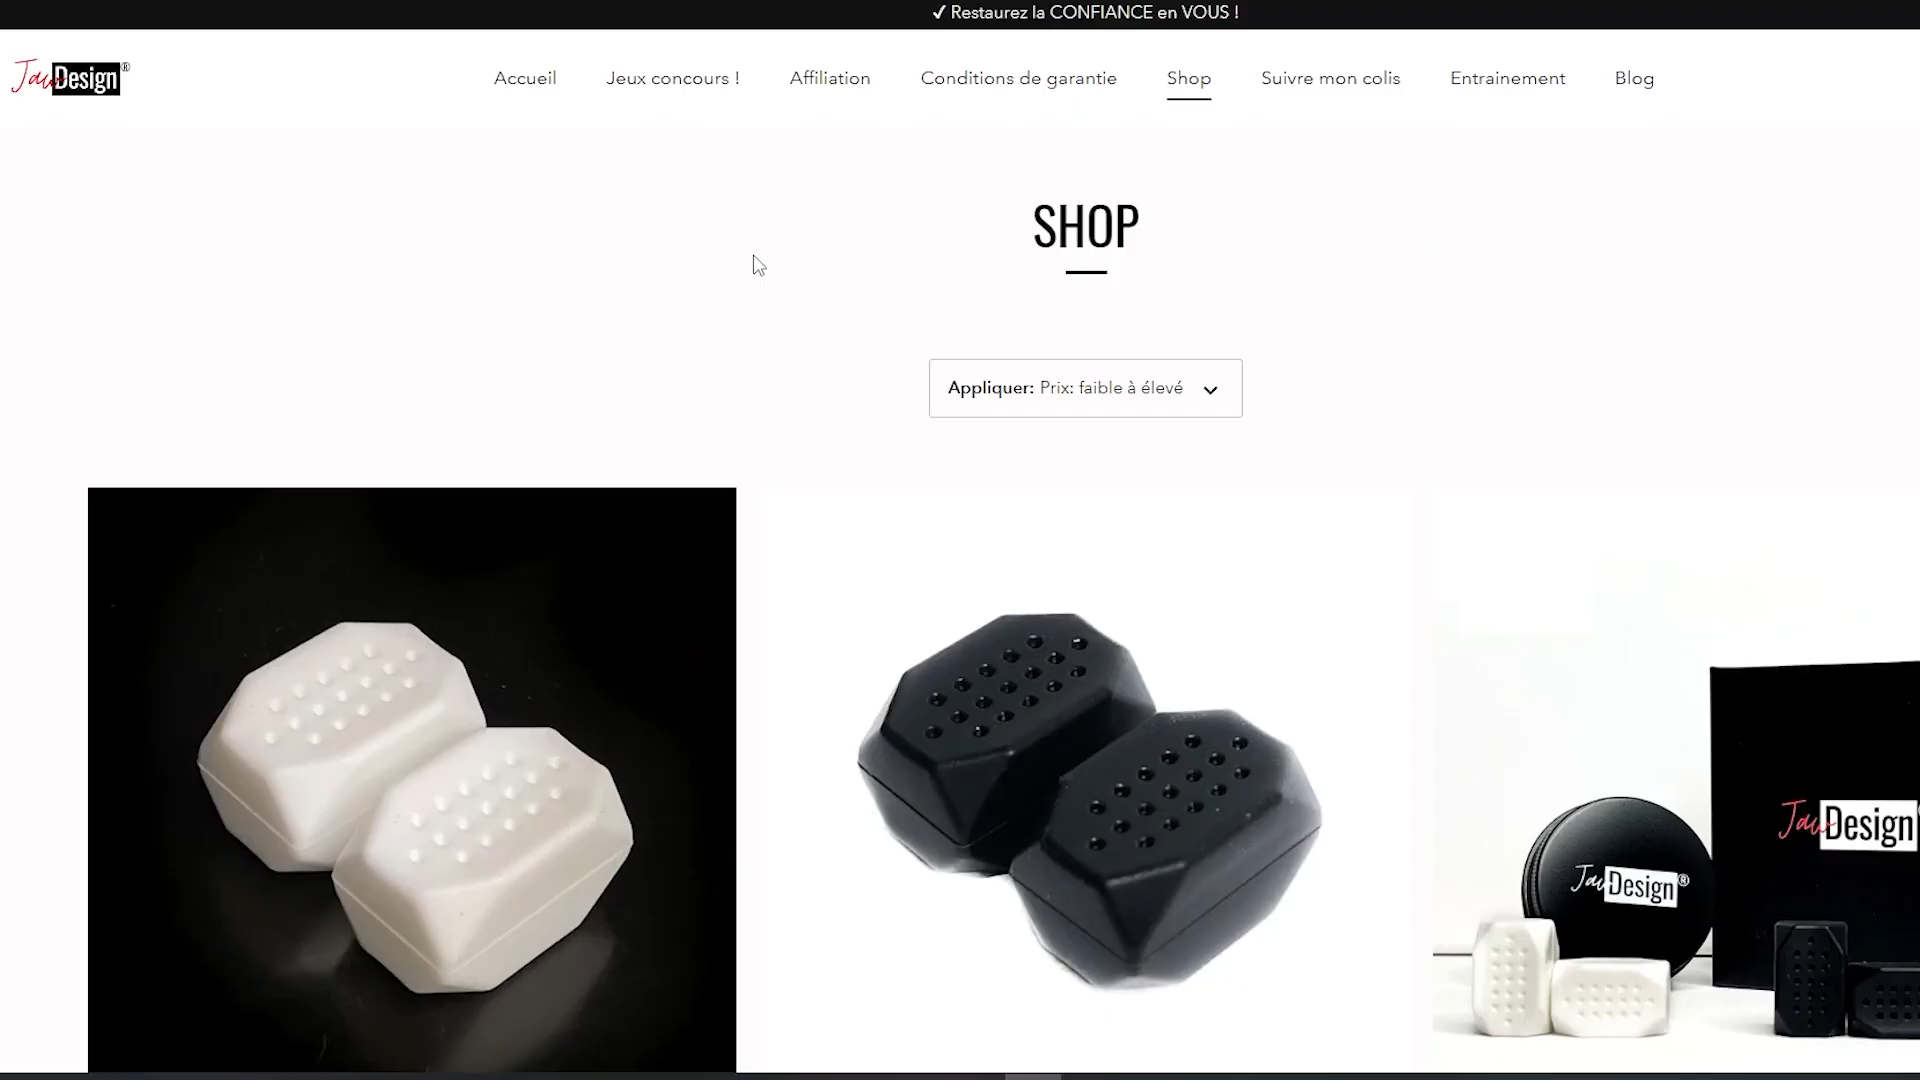 ✓ Restaurez la CONFIANCE en VOUS !
JawDesign®
Accueil
Jeux concours !
Affiliation
Conditions de garantie
Shop
Suivre mon colis
Entrainement
Blog
SHOP
Appliquer: Prix: faible à élevé
JawDesign
JawDesign®